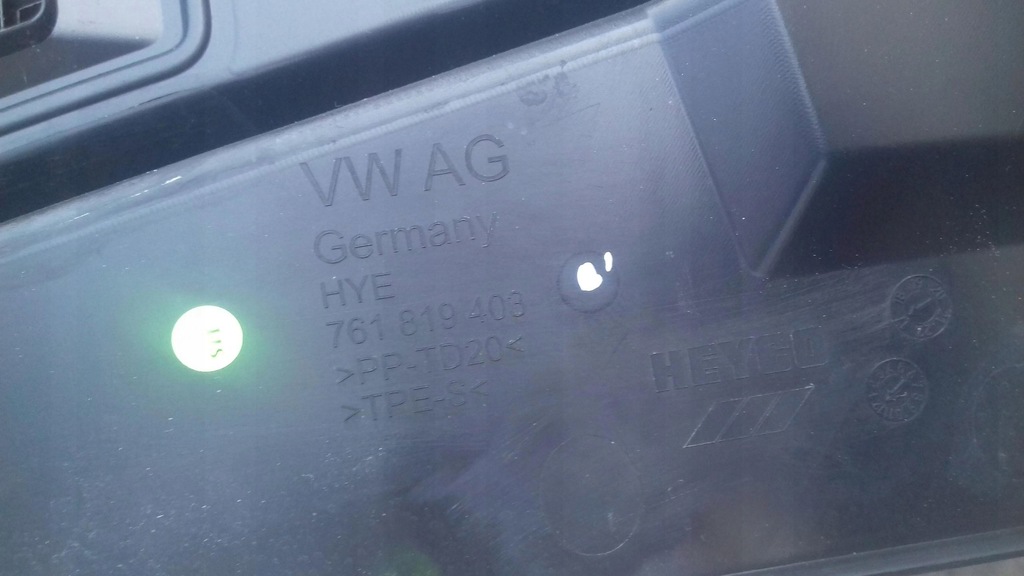 VW AG
Germany
HYE
761 819 403
>PP-TD20<
>TPE-S<
HEYCO